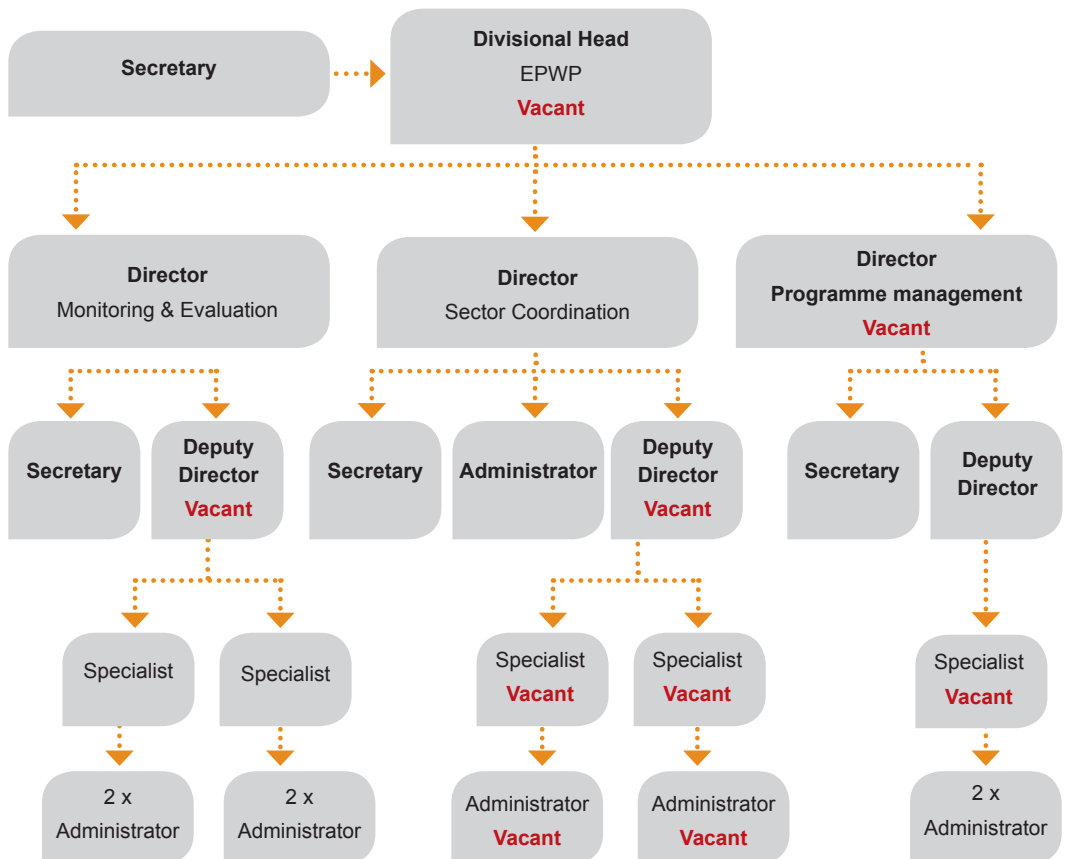 Secretary
Divisional Head
EPWP
Vacant
Director
Monitoring & Evaluation
Director
Sector Coordination
Director
Programme management
Vacant
Secretary
Deputy
Director
Vacant
Secretary
Administrator
Deputy
Director
Vacant
Secretary
Deputy
Director
Specialist
Specialist
Specialist
Vacant
Specialist
Vacant
Specialist
Vacant
2 x
Administrator
2 x
Administrator
Administrator
Vacant
Administrator
Vacant
2 x
Administrator